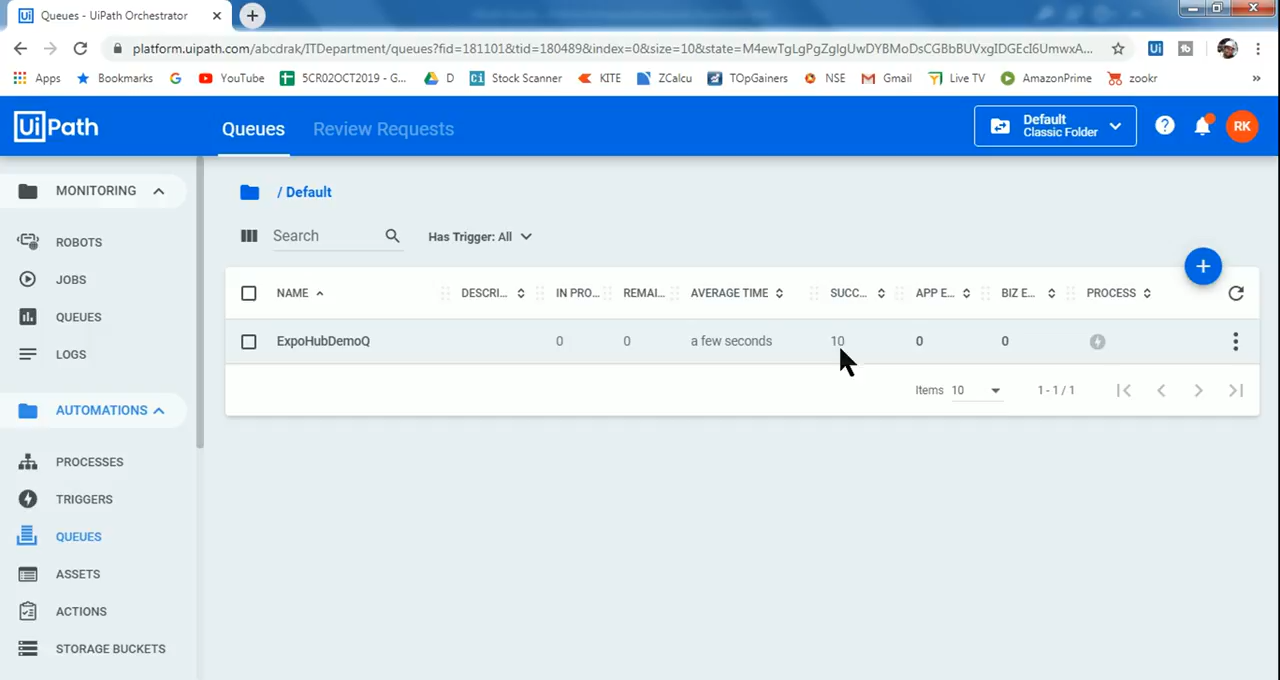 Ui Queues - UiPath Orchestrator
platform.uipath.com/abcdrak/ITDepartment/queues?fid=181101&tid=180489&index=0&size=10&state=M4ewTgLgPgZglgUwDYBMoDsCGBbBUVxgIDGEcI6UmwxA...
Apps Bookmarks G YouTube 5CR02OCT2019 - G... D Ci Stock Scanner KITE ZCalcu TOpGainers NSE Gmail Live TV AmazonPrime zookr »
UiPath Queues Review Requests Default
Classic Folder RK
MONITORING
/ Default
ROBOTS
Search Has Trigger: All
JOBS
NAME DESCRI... IN PRO... REMAI... AVERAGE TIME SUCC... APP E... BIZ E... PROCESS
QUEUES
ExpoHubDemoQ 0 0 a few seconds 10 0 0
LOGS
Items 10 1 - 1 / 1
AUTOMATIONS
PROCESSES
TRIGGERS
QUEUES
ASSETS
ACTIONS
STORAGE BUCKETS